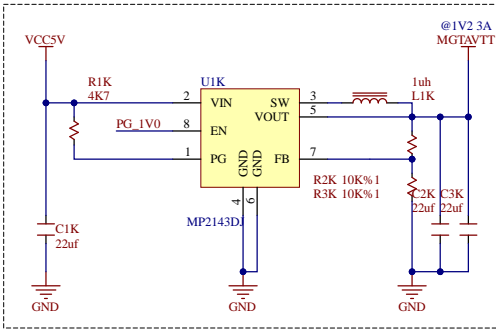 @1V2 3A
VCC5V
MGTAVTT
R1K
4K7
U1K
1uh
L1K
2
VIN
SW
3
VOUT
5
PG_1V0
8
EN
1
PG
FB
7
GND
GND
4
6
R2K 10K%1
R3K 10K%1
C2K
C3K
22uf
22uf
MP2143DJ
C1K
22uf
GND
GND
GND